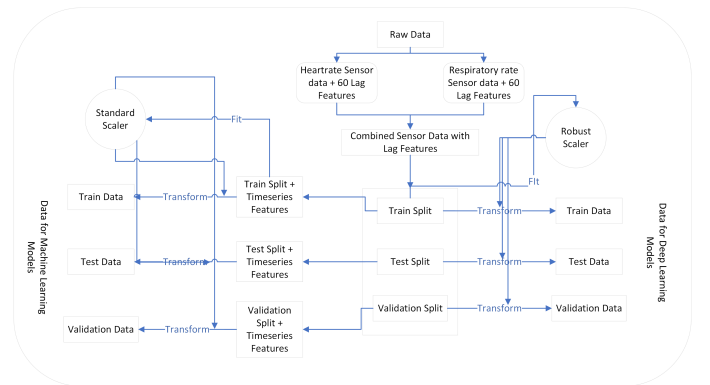 Raw Data
Heartrate Sensor
data + 60 Lag
Features
Respiratory rate
Sensor data + 60
Lag Features
Standard
Scaler
Fit
Combined Sensor Data with
Lag Features
Robust
Scaler
FIt
Train Data
Transform
Train Split +
Timeseries
Features
Train Split
Transform
Train Data
Data for Machine Learning
Models
Data for Deep Learning
Models
Test Data
Transform
Test Split +
Timeseries
Features
Test Split
Transform
Test Data
Validation Data
Transform
Validation
Split +
Timeseries
Features
Validation Split
Transform
Validation Data